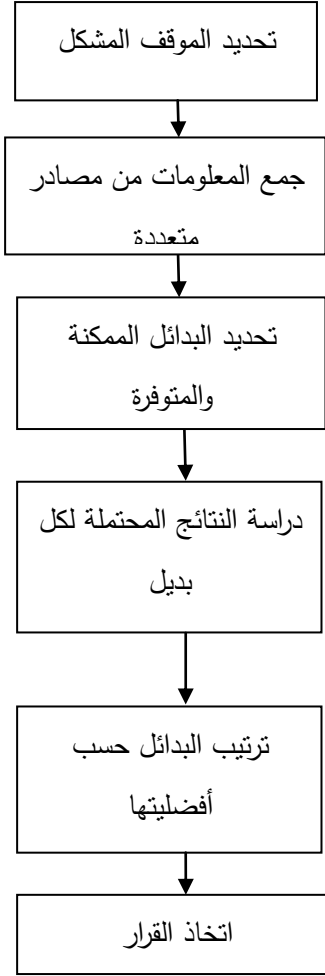 تحديد الموقف المشكل
جمع المعلومات من مصادر
متعددة
تحديد البدائل الممكنة
والمتوفرة
دراسة النتائج المحتملة لكل
بديل
ترتيب البدائل حسب
أفضليتها
اتخاذ القرار